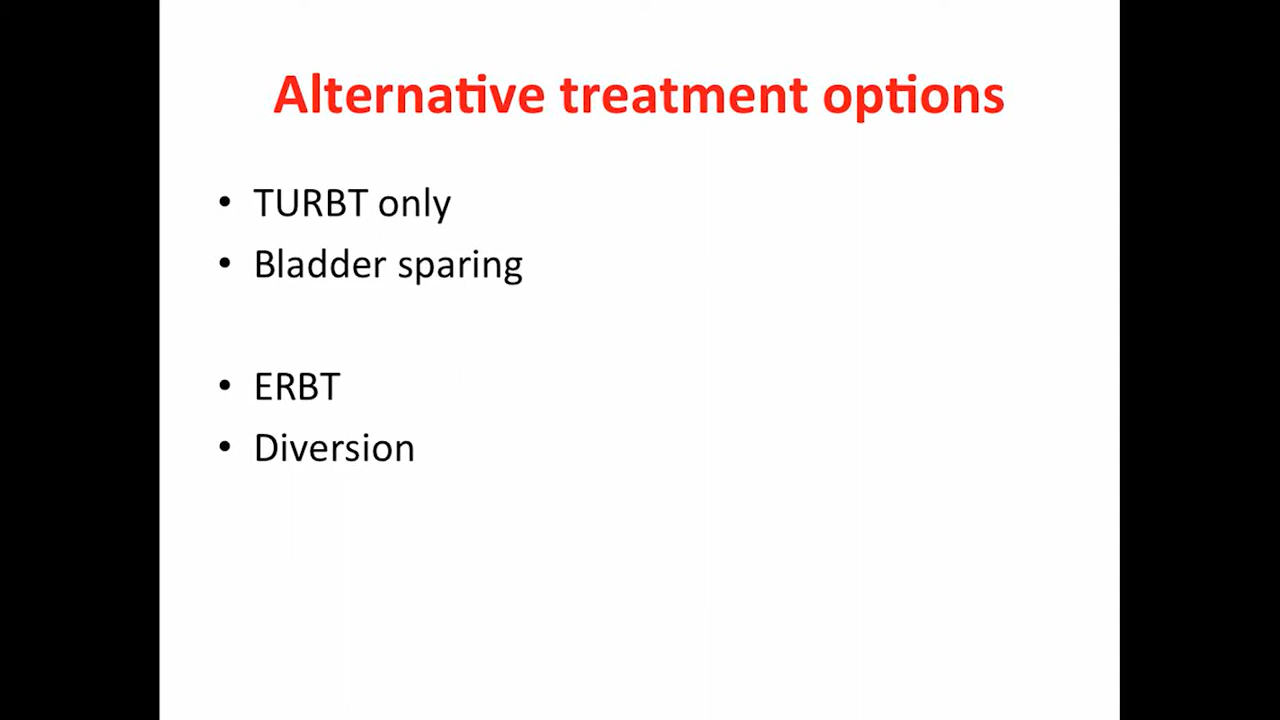 Alternative treatment options
• TURBT only
• Bladder sparing
• ERBT
• Diversion